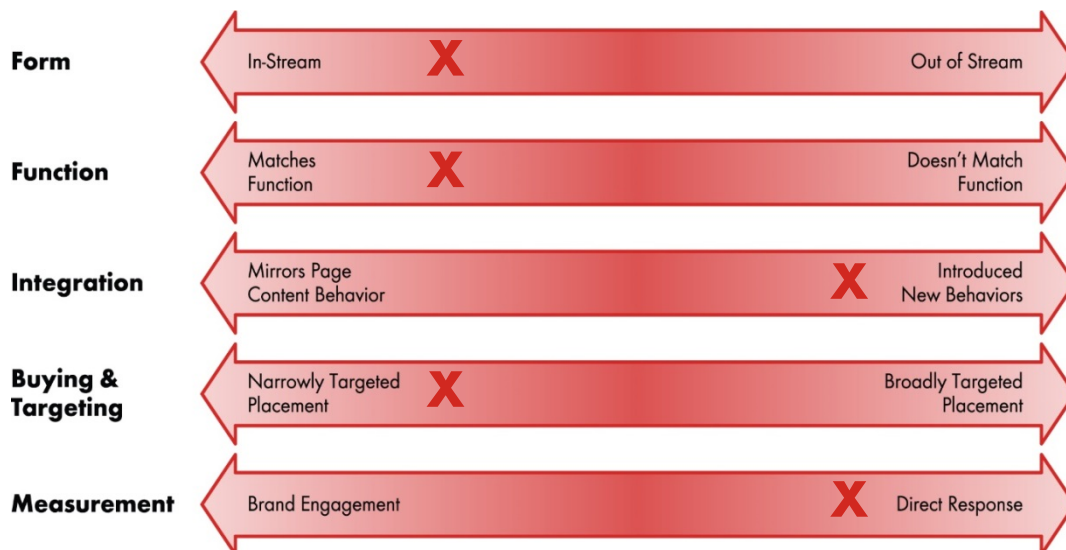 Form
In-Stream
X
Out of Stream
Function
Matches
Function
X
Doesn't Match
Function
Integration
Mirrors Page
Content Behavior
X
Introduced
New Behaviors
Buying &
Targeting
Narrowly Targeted
Placement
X
Broadly Targeted
Placement
Measurement
Brand Engagement
X
Direct Response